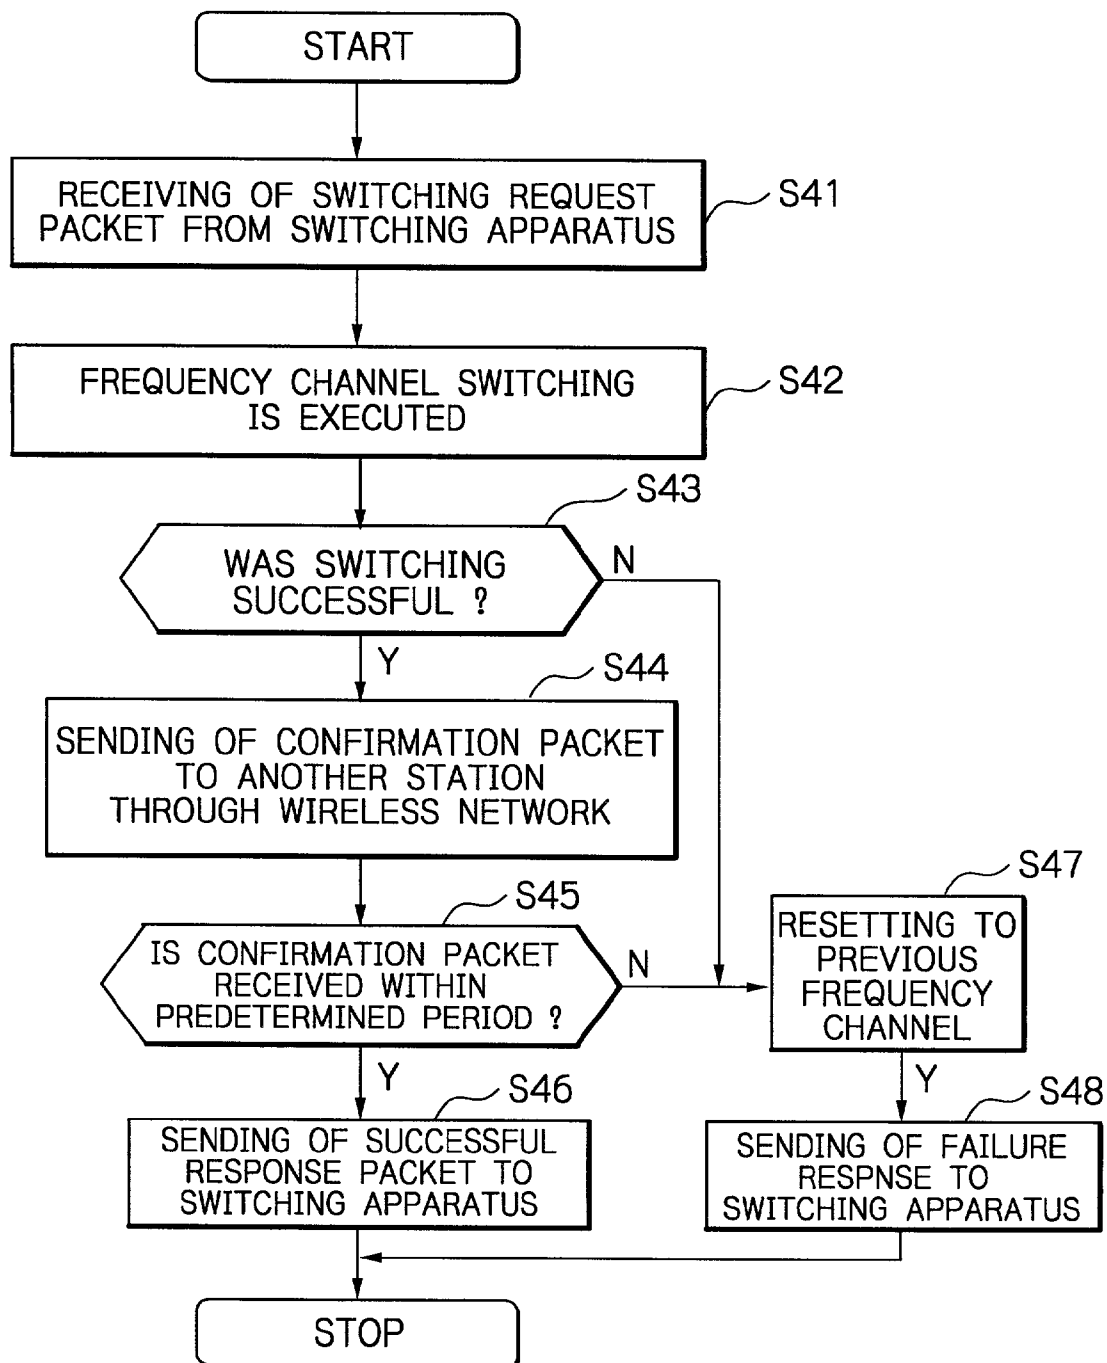 START
RECEIVING OF SWITCHING REQUEST
PACKET FROM SWITCHING APPARATUS
S41
FREQUENCY CHANNEL SWITCHING
IS EXECUTED
S42
S43
WAS SWITCHING
SUCCESSFUL ?
N
Y
S44
SENDING OF CONFIRMATION PACKET
TO ANOTHER STATION
THROUGH WIRELESS NETWORK
S45
IS CONFIRMATION PACKET
RECEIVED WITHIN
PREDETERMINED PERIOD ?
N
S47
RESETTING TO
PREVIOUS
FREQUENCY
CHANNEL
Y
S46
SENDING OF SUCCESSFUL
RESPONSE PACKET TO
SWITCHING APPARATUS
Y
S48
SENDING OF FAILURE
RESPNSE TO
SWITCHING APPARATUS
STOP